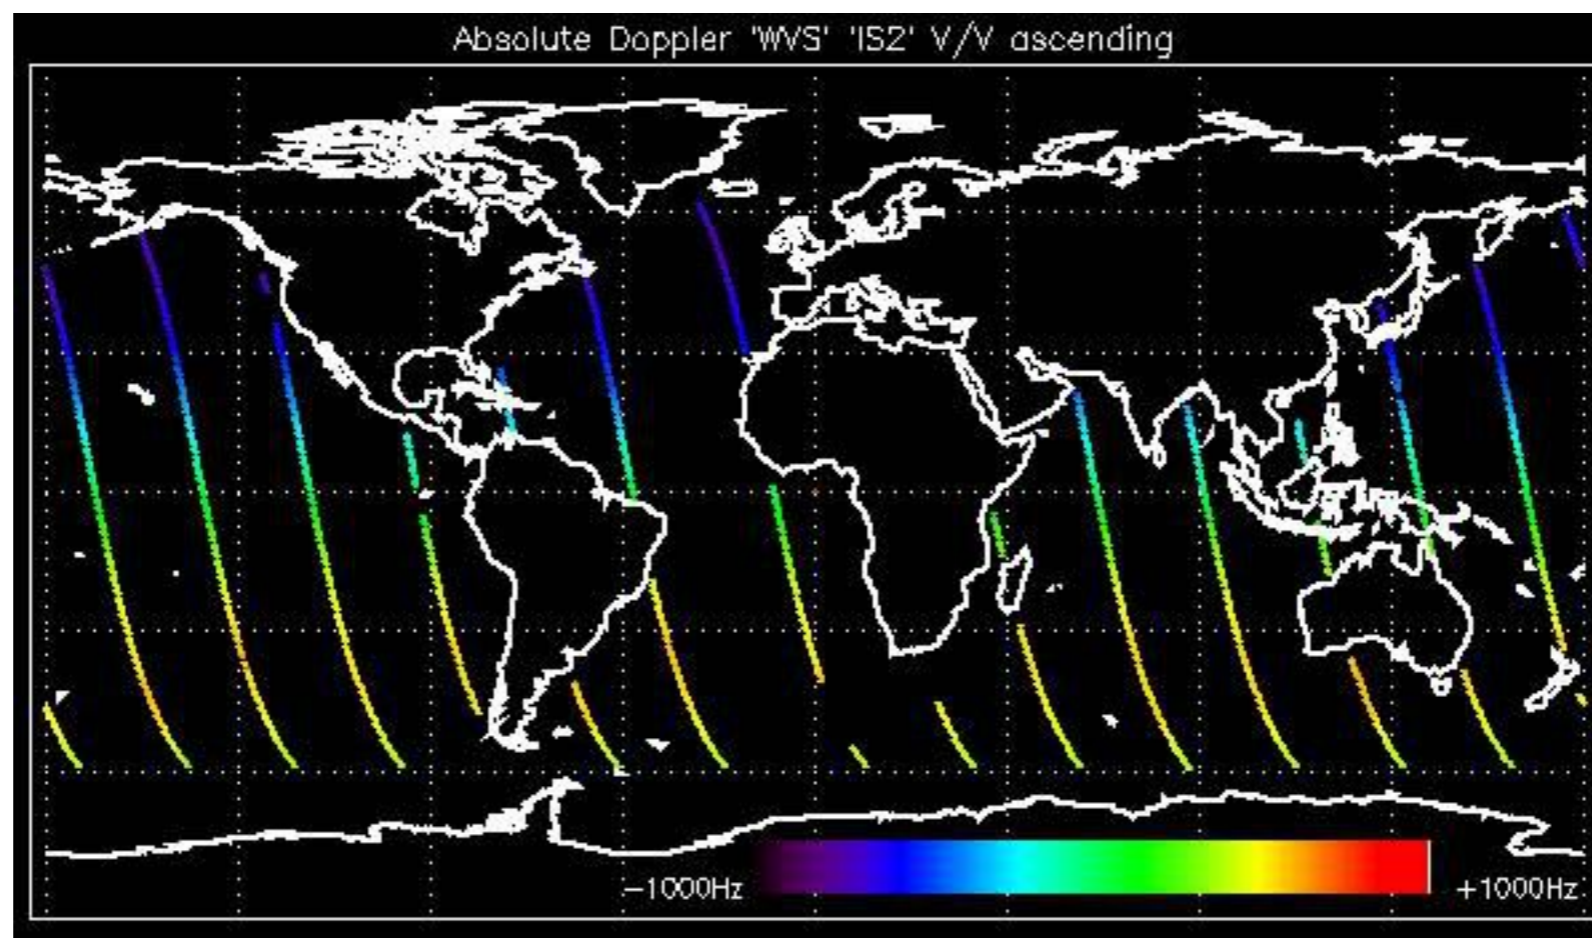 Absolute Doppler 'WVS' 'IS2' V/V ascending
-1000Hz +1000Hz